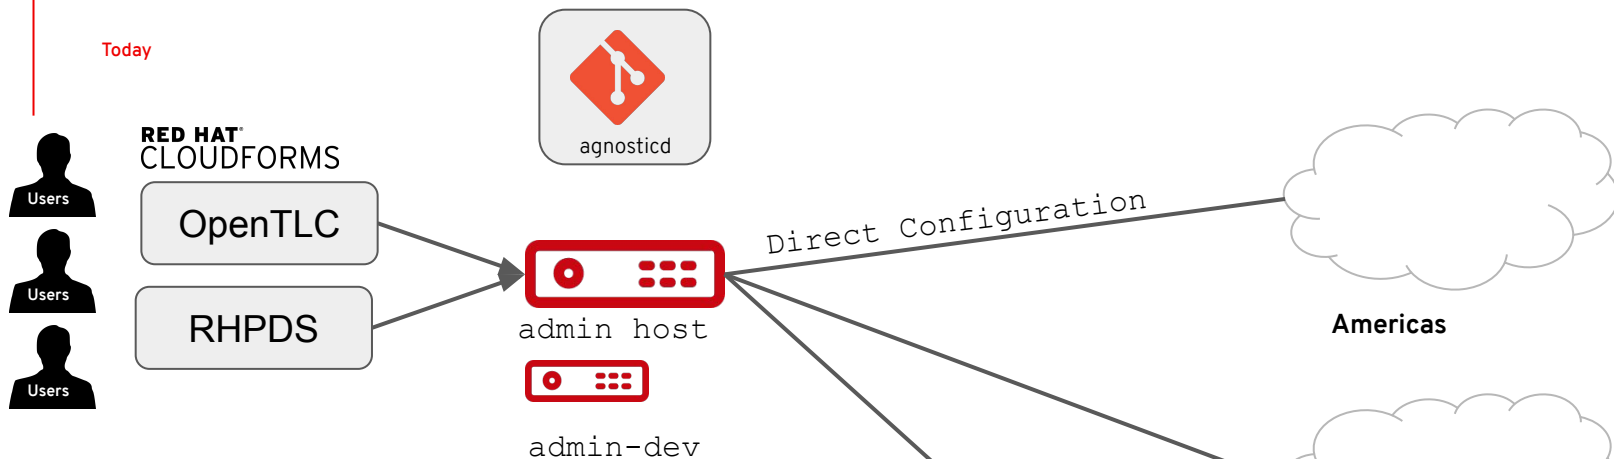 Today
agnosticd
RED HAT®
CLOUDFORMS
Users
OpenTLC
Direct Configuration
Users
RHPDS
admin host
Americas
Users
admin-dev